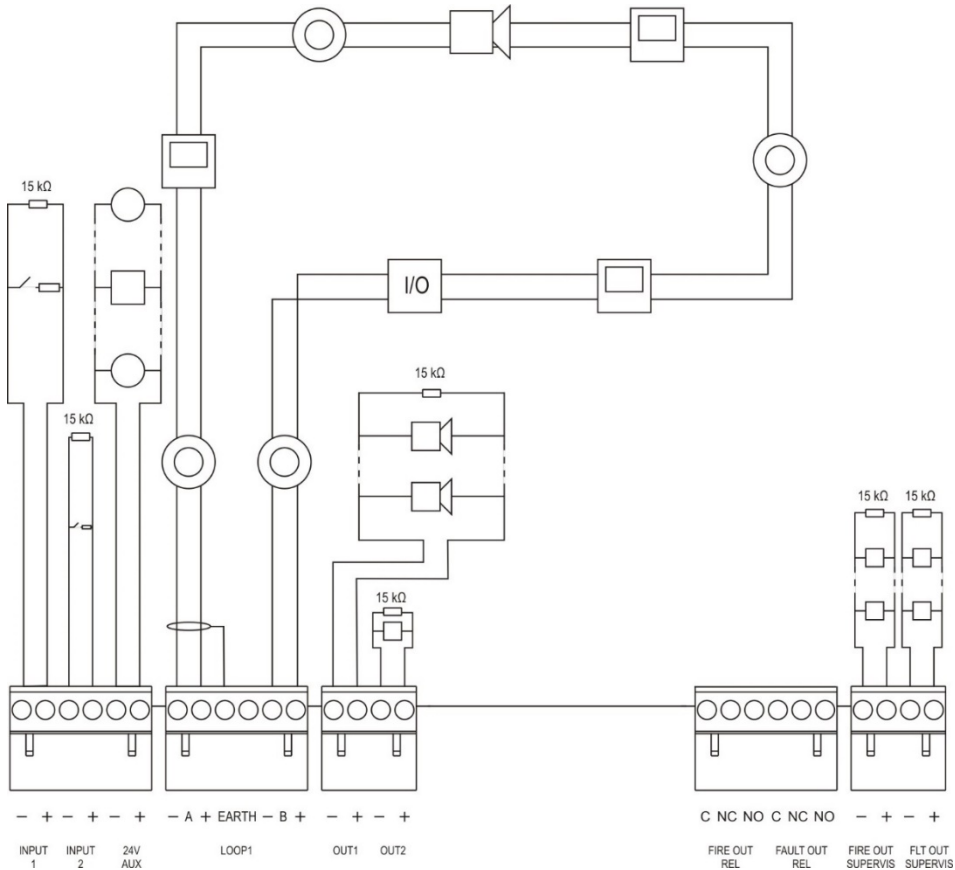 15 kΩ
I/O
15 kΩ
15 kΩ
15 kΩ
15 kΩ
15 kΩ
− + − + − + − A + EARTH − B + − + − + C NC NO C NC NO − + − +
INPUT 1
INPUT 2
24V AUX
LOOP1
OUT1
OUT2
FIRE OUT REL
FAULT OUT REL
FIRE OUT SUPERVIS
FLT OUT SUPERVIS